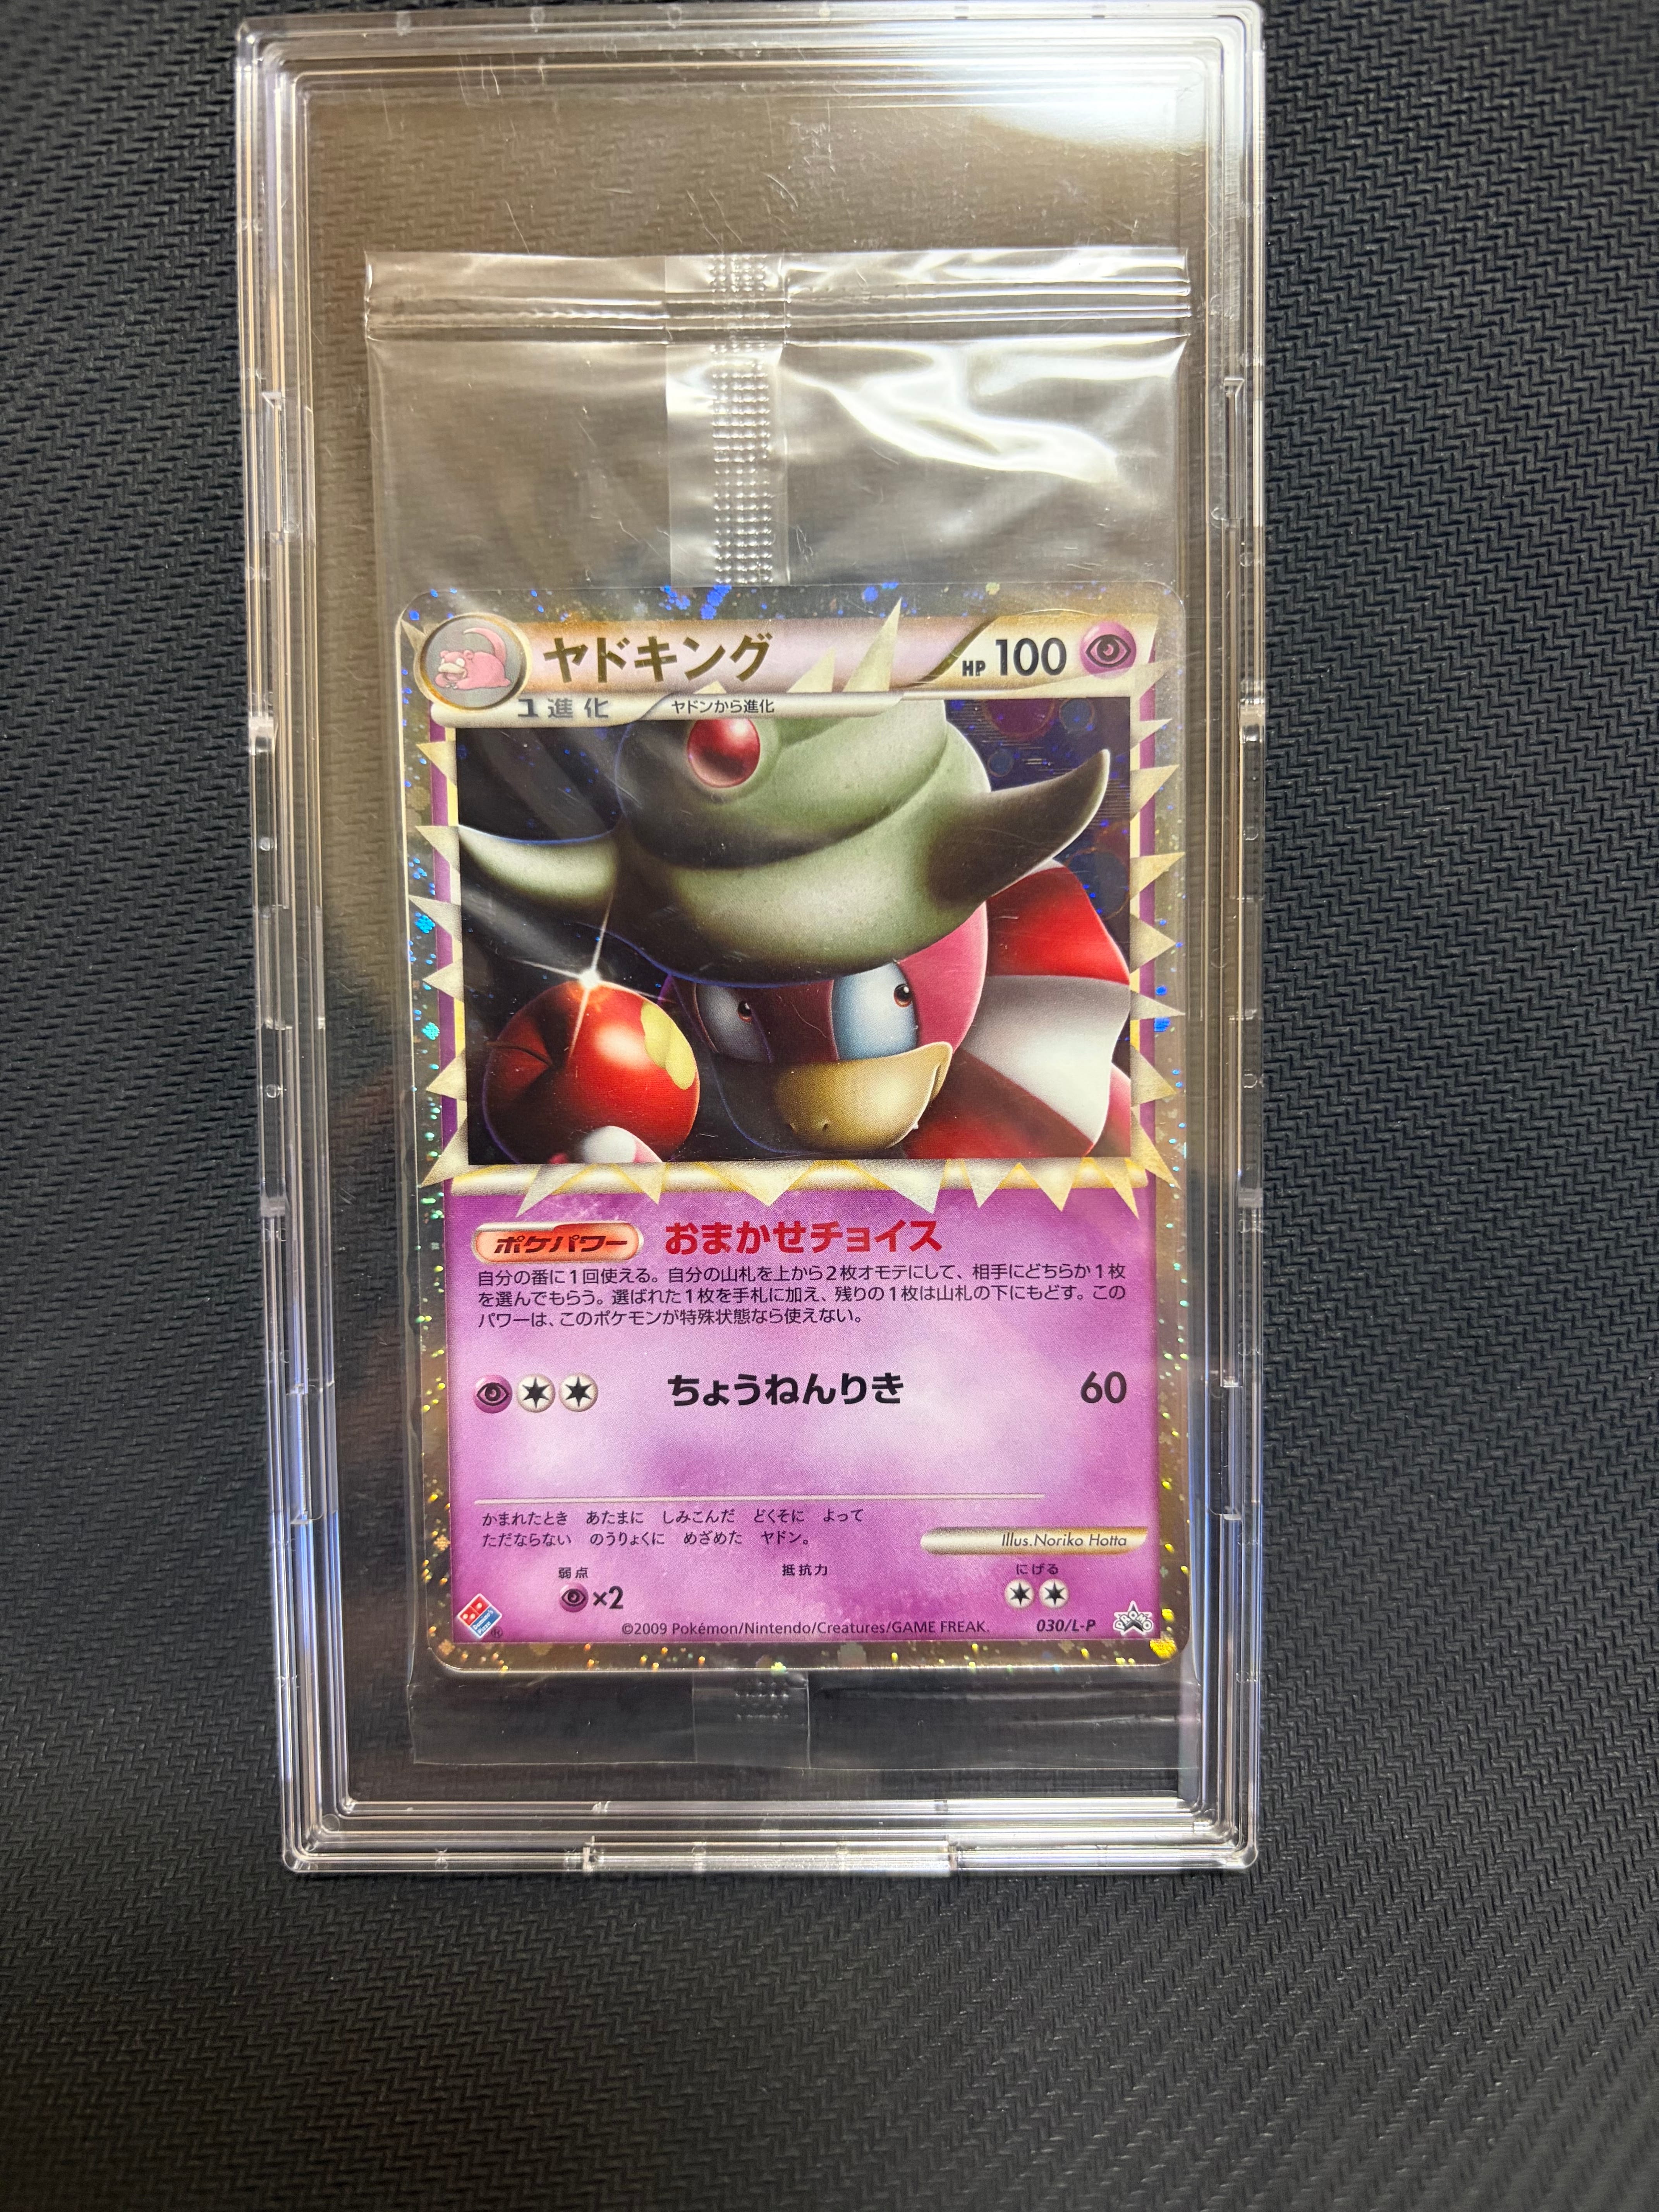 ヤドキング
HP 100
1進化
ヤドンから進化
ポケパワー おまかせチョイス
自分の番に1回使える。自分の山札を上から2枚オモテにして、相手にどちらか1枚
を選んでもらう。選ばれた1枚を手札に加え、残りの1枚は山札の下にもどす。この
パワーは、このポケモンが特殊状態なら使えない。
ちょうねんりき 60
かまれたとき あたまに しみこんだ どくそに よって
ただならない のうりょくに めざめた ヤドン。
Illus.Noriko Hotta
弱点 抵抗力 にげる
×2
Domino's
Pizza
®
©2009 Pokémon/Nintendo/Creatures/GAME FREAK.
030/L-P
PROMO